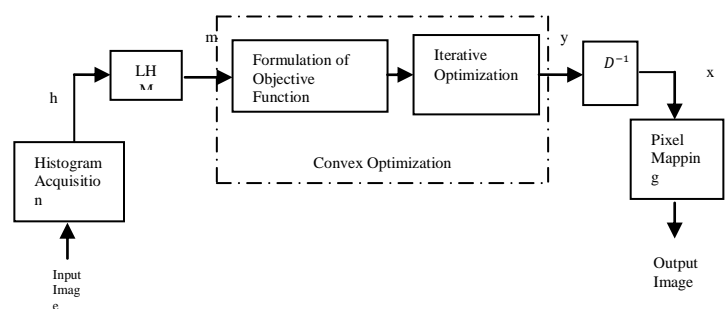 m
y
Formulation of
Objective
Function
Iterative
Optimization
LH
M
D⁻¹
x
h
Pixel
Mappin
g
Histogram
Acquisitio
n
Convex Optimization
Input
Imag
e
Output
Image